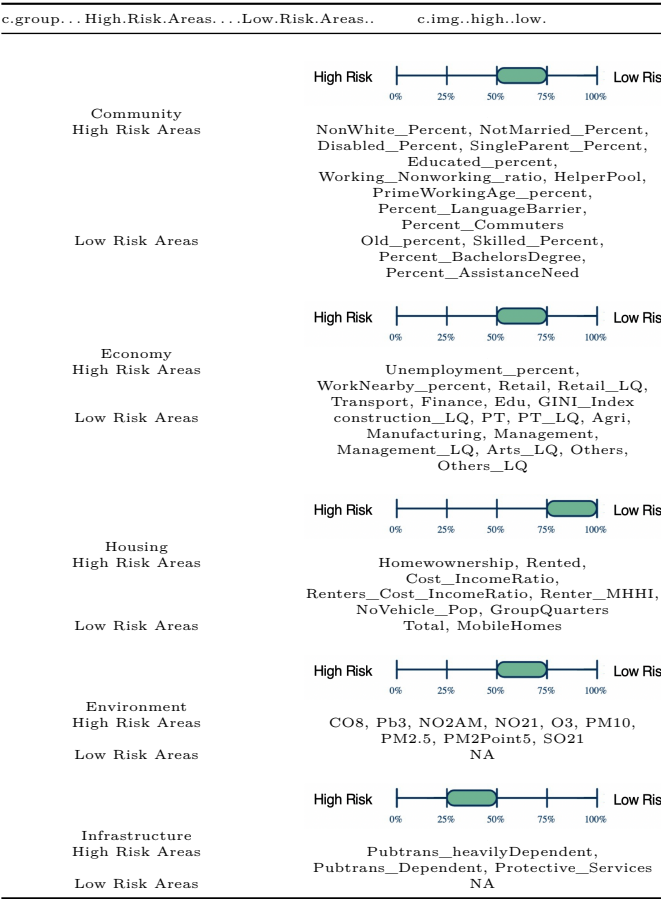 c.group...High.Risk.Areas....Low.Risk.Areas.. c.img..high..low.
High Risk Low Ris
0% 25% 50% 75% 100%
Community
High Risk Areas NonWhite_Percent, NotMarried_Percent,
Disabled_Percent, SingleParent_Percent,
Educated_percent,
Working_Nonworking_ratio, HelperPool,
PrimeWorkingAge_percent,
Percent_LanguageBarrier,
Percent_Commuters
Low Risk Areas Old_percent, Skilled_Percent,
Percent_BachelorsDegree,
Percent_AssistanceNeed
High Risk Low Ris
0% 25% 50% 75% 100%
Economy
High Risk Areas Unemployment_percent,
WorkNearby_percent, Retail, Retail_LQ,
Transport, Finance, Edu, GINI_Index
Low Risk Areas construction_LQ, PT, PT_LQ, Agri,
Manufacturing, Management,
Management_LQ, Arts_LQ, Others,
Others_LQ
High Risk Low Ris
0% 25% 50% 75% 100%
Housing
High Risk Areas Homewownership, Rented,
Cost_IncomeRatio,
Renters_Cost_IncomeRatio, Renter_MHHI,
NoVehicle_Pop, GroupQuarters
Low Risk Areas Total, MobileHomes
High Risk Low Ris
0% 25% 50% 75% 100%
Environment
High Risk Areas CO8, Pb3, NO2AM, NO21, O3, PM10,
PM2.5, PM2Point5, SO21
Low Risk Areas NA
High Risk Low Ris
0% 25% 50% 75% 100%
Infrastructure
High Risk Areas Pubtrans_heavilyDependent,
Pubtrans_Dependent, Protective_Services
Low Risk Areas NA